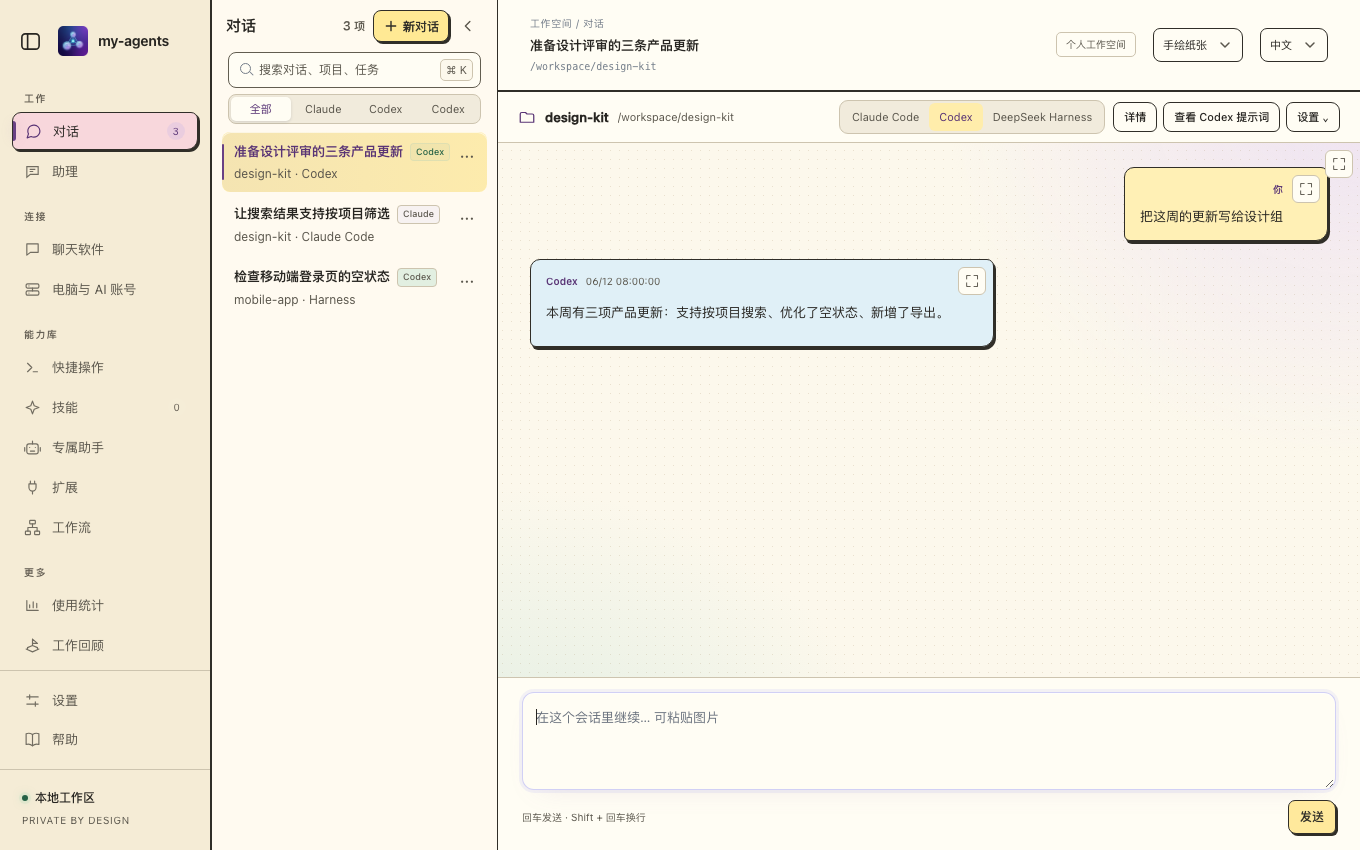 my-agents
工作
对话
3
助理
连接
聊天软件
电脑与 AI 账号
能力库
快捷操作
技能
0
专属助手
扩展
工作流
更多
使用统计
工作回顾
设置
帮助
本地工作区
PRIVATE BY DESIGN
对话
3 项
新对话
搜索对话、项目、任务
⌘ K
全部
Claude
Codex
Codex
准备设计评审的三条产品更新
Codex
design-kit · Codex
让搜索结果支持按项目筛选
Claude
design-kit · Claude Code
检查移动端登录页的空状态
Codex
mobile-app · Harness
工作空间 / 对话
准备设计评审的三条产品更新
/workspace/design-kit
个人工作空间
手绘纸张
中文
design-kit /workspace/design-kit
Claude Code
Codex
DeepSeek Harness
详情
查看 Codex 提示词
设置
你
把这周的更新写给设计组
Codex 06/12 08:00:00
本周有三项产品更新：支持按项目搜索、优化了空状态、新增了导出。
在这个会话里继续... 可粘贴图片
回车发送 · Shift + 回车换行
发送